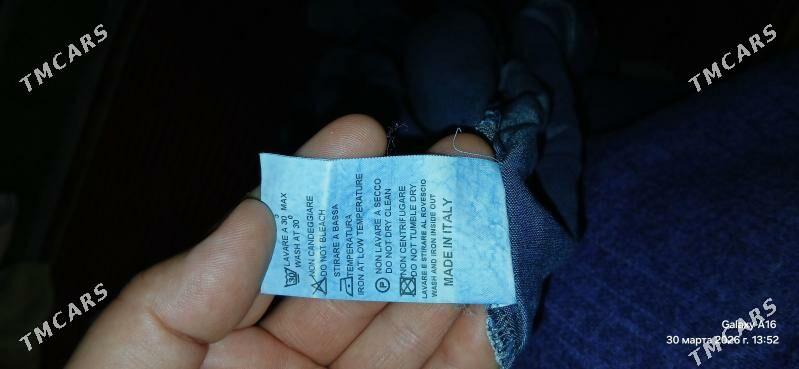 TMCARS
TMCARS
LAVARE A 30° MAX
WASH AT 30°
NON CANDEGGIARE
DO NOT BLEACH
STIRARE A BASSA
TEMPERATURA
IRON AT LOW TEMPERATURE
NON LAVARE A SECCO
DO NOT DRY CLEAN
NON CENTRIFUGARE
DO NOT TUMBLE DRY
LAVARE E STIRARE AL ROVESCIO
WASH AND IRON INSIDE OUT
MADE IN ITALY
30
P
TMCARS
TMCARS
Galaxy A16
30 марта 2026 г. 13:52